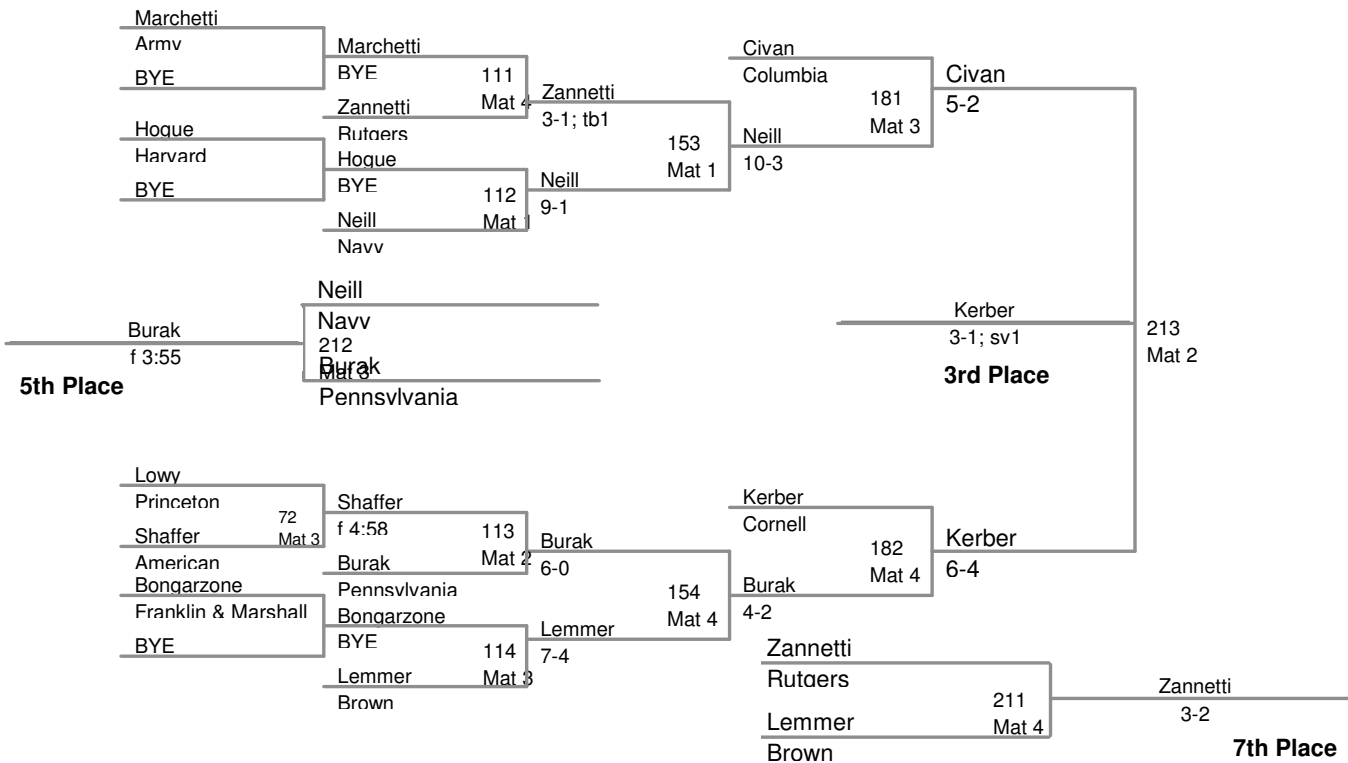 Marchetti
Army
BYE
Marchetti
BYE
111
Mat 4
Zannetti
Rutgers
Zannetti
3-1; tb1
Hogue
Harvard
BYE
Hogue
BYE
112
Mat 1
Neill
Navy
Neill
9-1
153
Mat 1
Neill
10-3
Civan
Columbia
181
Mat 3
Civan
5-2
Neill
Navy
212
Mat 3
Burak
Pennsylvania
Burak
f 3:55
5th Place
Kerber
3-1; sv1
3rd Place
213
Mat 2
Lowy
Princeton
72
Mat 3
Shaffer
American
Shaffer
f 4:58
113
Mat 2
Burak
Pennsylvania
Burak
6-0
Bongarzone
Franklin & Marshall
BYE
Bongarzone
BYE
114
Mat 3
Lemmer
Brown
Lemmer
7-4
154
Mat 4
Burak
4-2
Kerber
Cornell
182
Mat 4
Kerber
6-4
Zannetti
Rutgers
211
Mat 4
Lemmer
Brown
Zannetti
3-2
7th Place